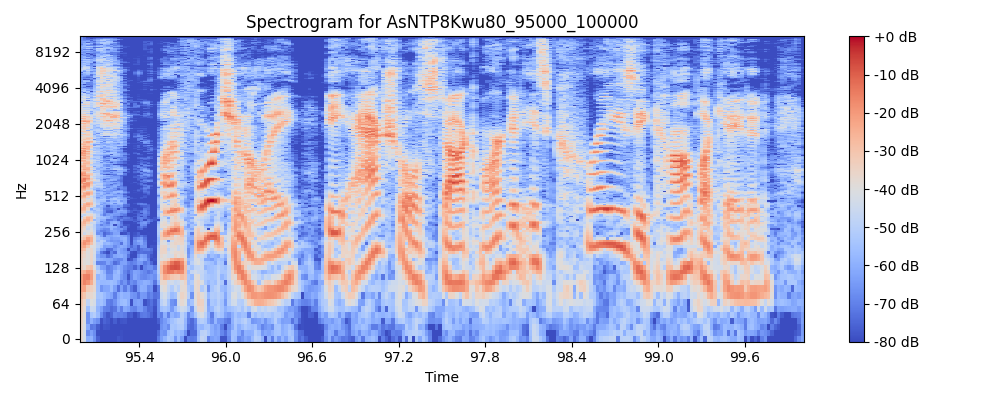 Spectrogram for AsNTP8Kwu80_95000_100000
Hz
8192
4096
2048
1024
512
256
128
64
0
95.4 96.0 96.6 97.2 97.8 98.4 99.0 99.6
Time
+0 dB
-10 dB
-20 dB
-30 dB
-40 dB
-50 dB
-60 dB
-70 dB
-80 dB